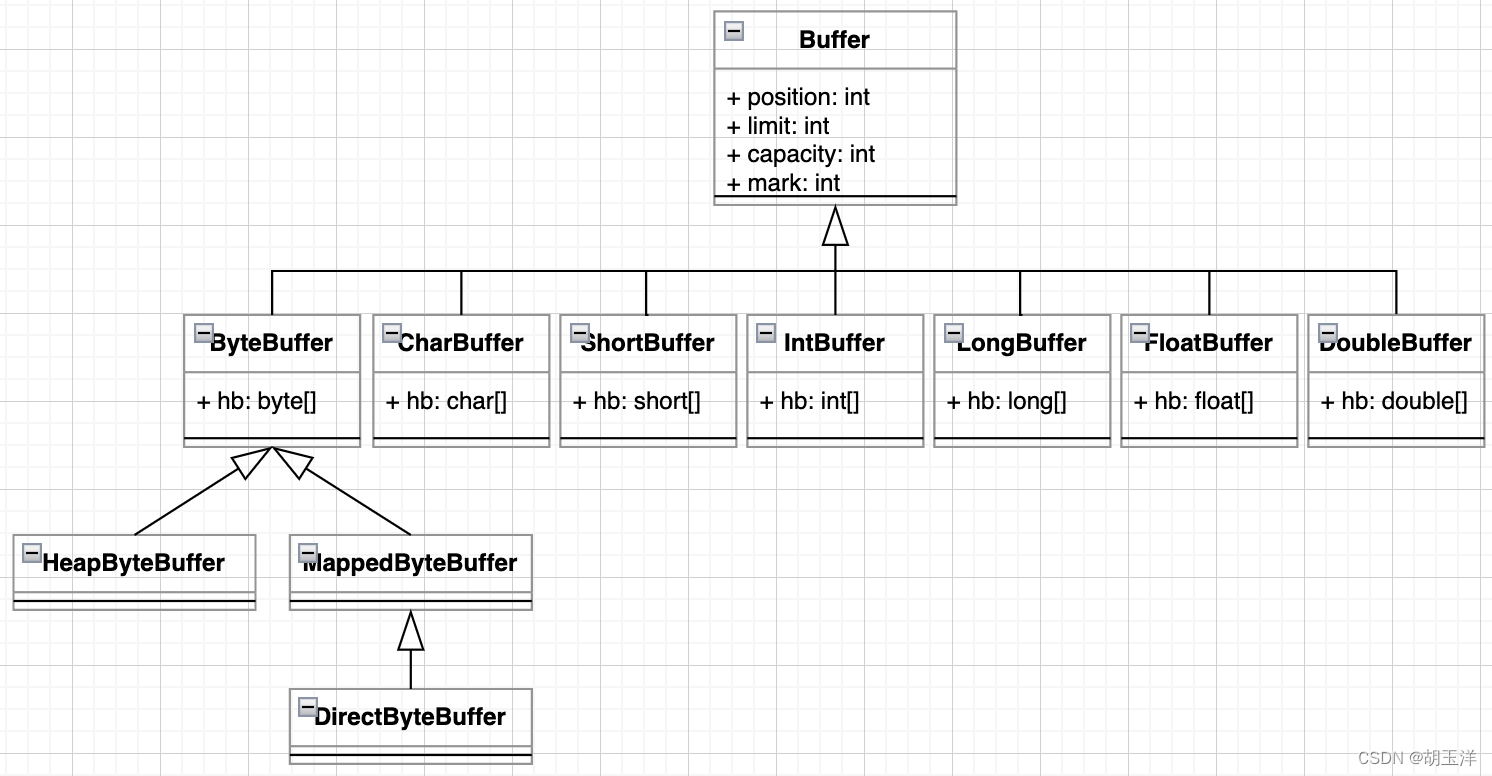 Buffer
+ position: int
+ limit: int
+ capacity: int
+ mark: int
ByteBuffer
CharBuffer
ShortBuffer
IntBuffer
LongBuffer
FloatBuffer
DoubleBuffer
+ hb: byte[]
+ hb: char[]
+ hb: short[]
+ hb: int[]
+ hb: long[]
+ hb: float[]
+ hb: double[]
HeapByteBuffer
MappedByteBuffer
DirectByteBuffer
CSDN @胡玉洋